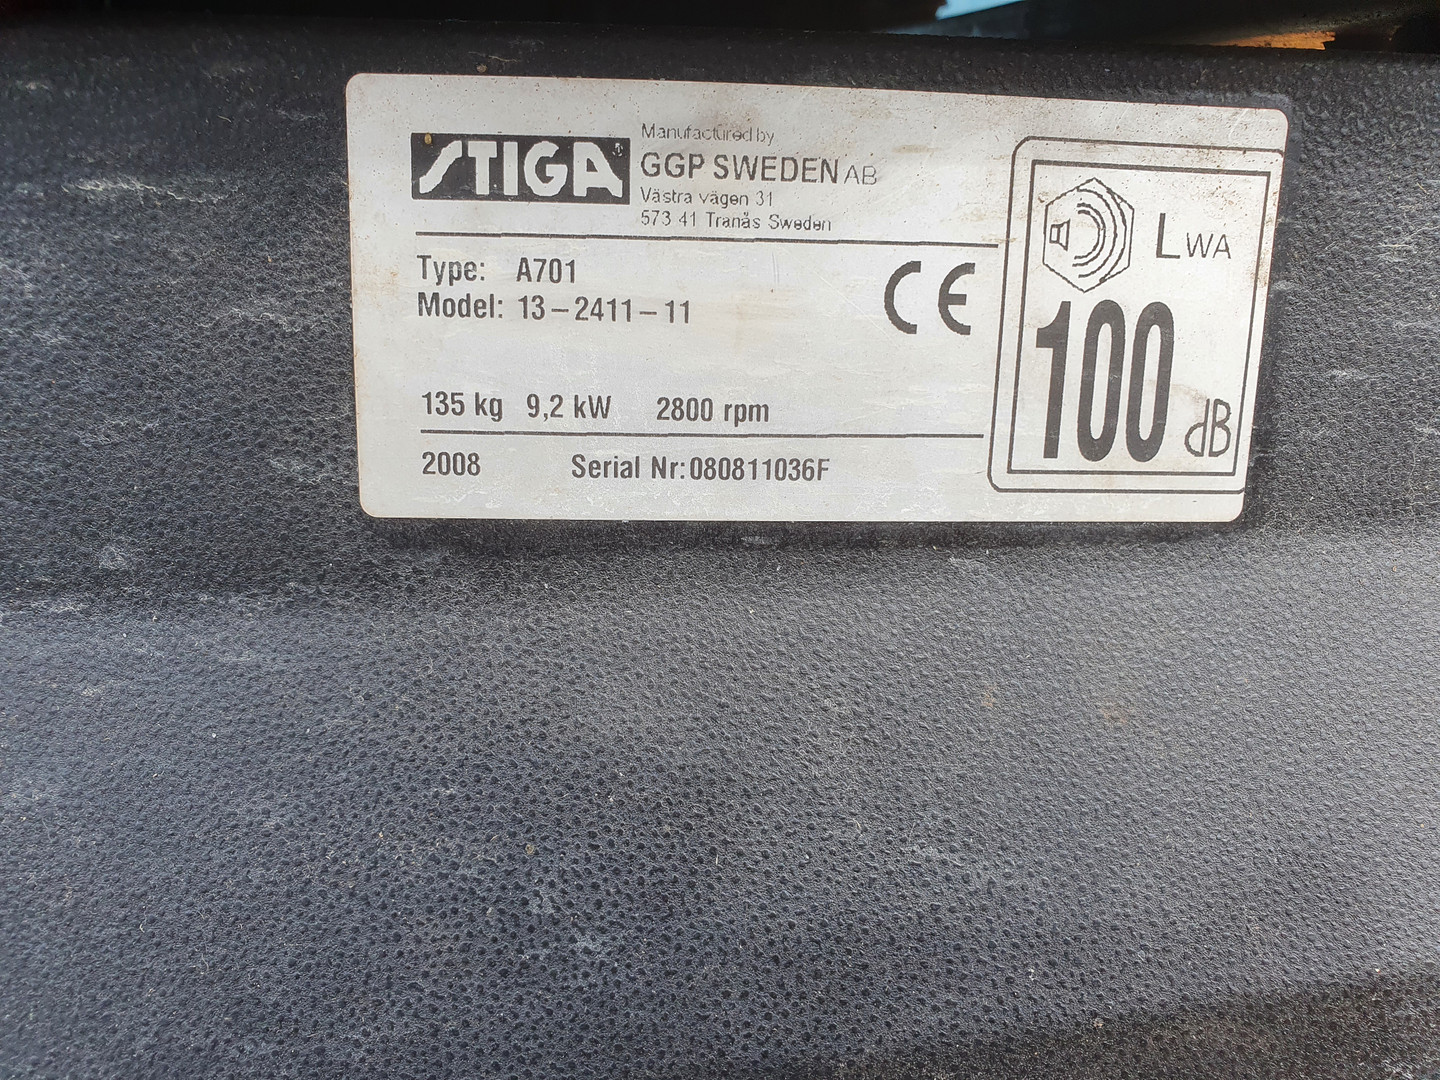 STIGA
Manufactured by
GGP SWEDEN AB
Västra vägen 31
573 41 Tranås Sweden
Type: A701
Model: 13-2411-11
CE
135 kg 9,2 kW 2800 rpm
2008 Serial Nr:080811036F
LWA
100
dB